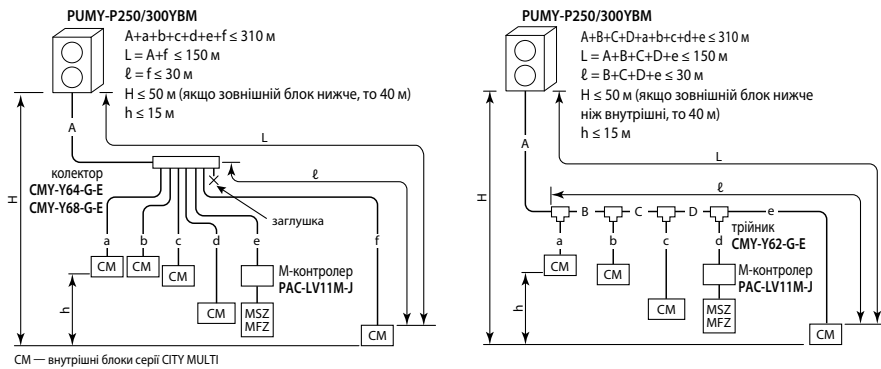 PUMY-P250/300YBM
A+a+b+c+d+e+f ≤ 310 м
L = A+f ≤ 150 м
ℓ = f ≤ 30 м
H ≤ 50 м (якщо зовнішній блок нижче, то 40 м)
h ≤ 15 м
A
L
H
колектор
CMY-Y64-G-E
CMY-Y68-G-E
ℓ
заглушка
a
b
c
d
e
f
CM
CM
CM
М-контролер
PAC-LV11M-J
h
CM
MSZ
MFZ
CM
CM — внутрішні блоки серії CITY MULTI
PUMY-P250/300YBM
A+B+C+D+a+b+c+d+e ≤ 310 м
L = A+B+C+D+e ≤ 150 м
ℓ = B+C+D+e ≤ 30 м
H ≤ 50 м (якщо зовнішній блок нижче
ніж внутрішні, то 40 м)
h ≤ 15 м
A
L
H
ℓ
B
C
D
e
трійник
CMY-Y62-G-E
a
b
c
d
CM
CM
М-контролер
PAC-LV11M-J
h
CM
MSZ
MFZ
CM